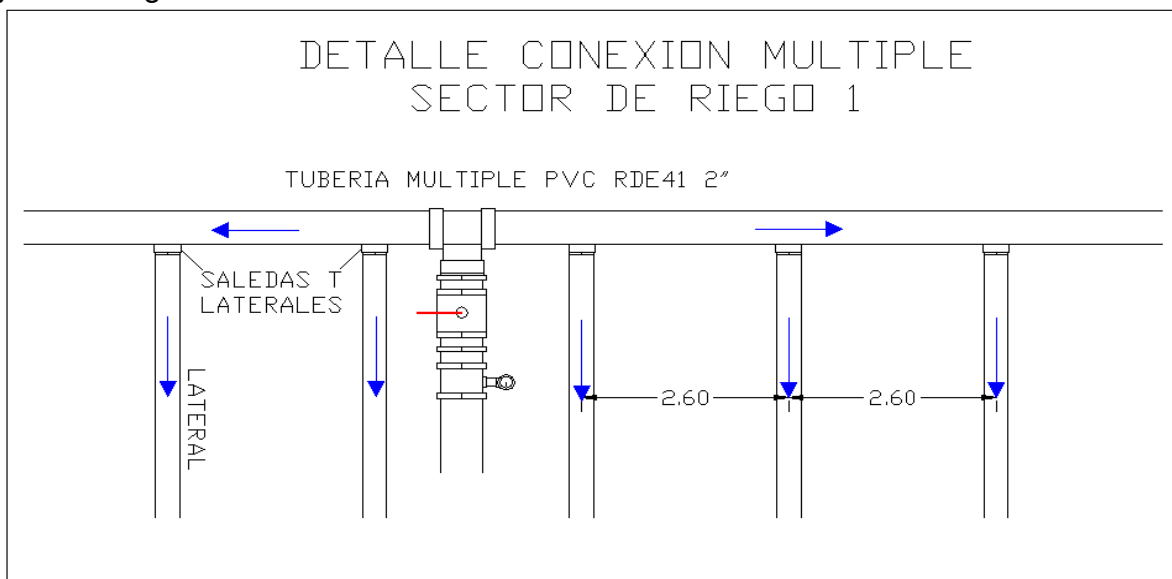 DETALLE CONEXION MULTIPLE
SECTOR DE RIEGO 1
TUBERIA MULTIPLE PVC RDE41 2"
SALEDAS T
LATERALES
LATERAL
2.60
2.60